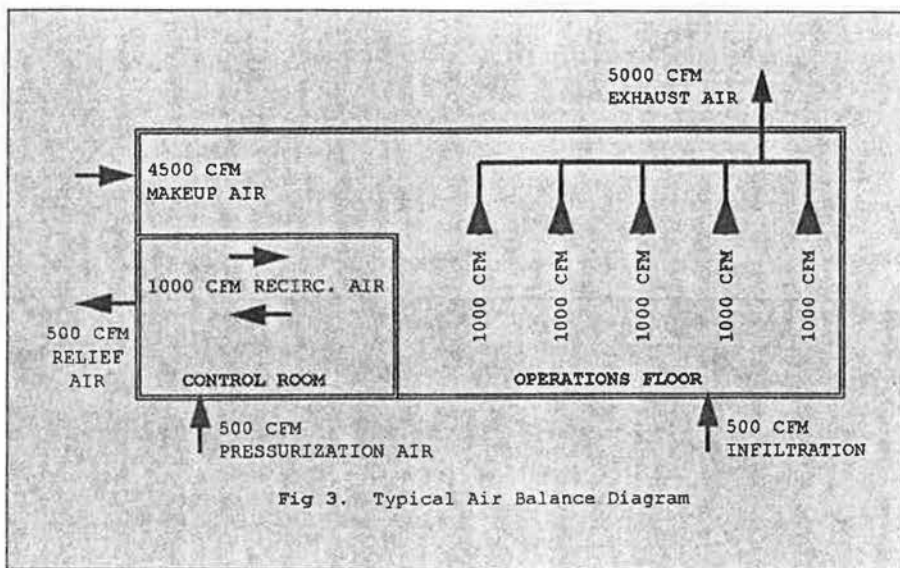 5000 CFM
EXHAUST AIR
4500 CFM
MAKEUP AIR
1000 CFM
1000 CFM
1000 CFM
1000 CFM
1000 CFM
1000 CFM RECIRC. AIR
500 CFM
RELIEF
AIR
CONTROL ROOM
OPERATIONS FLOOR
500 CFM
PRESSURIZATION AIR
500 CFM
INFILTRATION
Fig 3. Typical Air Balance Diagram